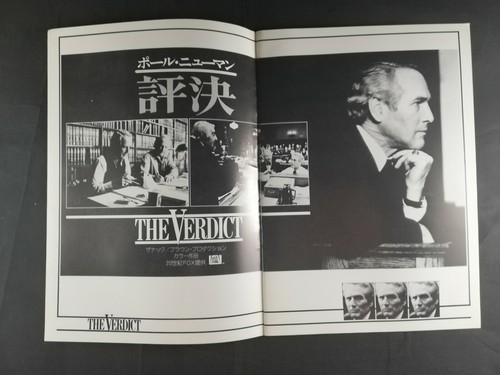 ポール・ニューマン
評決
THE VERDICT
ザナック/ブラウン・プロダクション
カラー作品
20世紀FOX提供
THE VERDICT